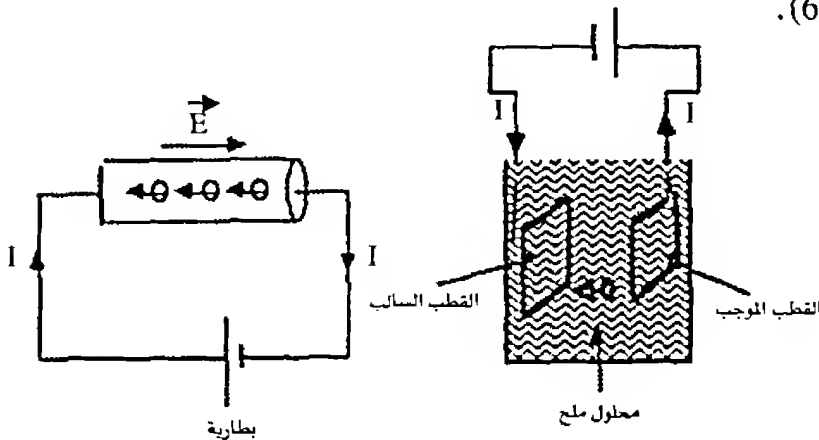 .(6
E
I
I
بطارية
I
I
القطب السالب
القطب الموجب
محلول ملح